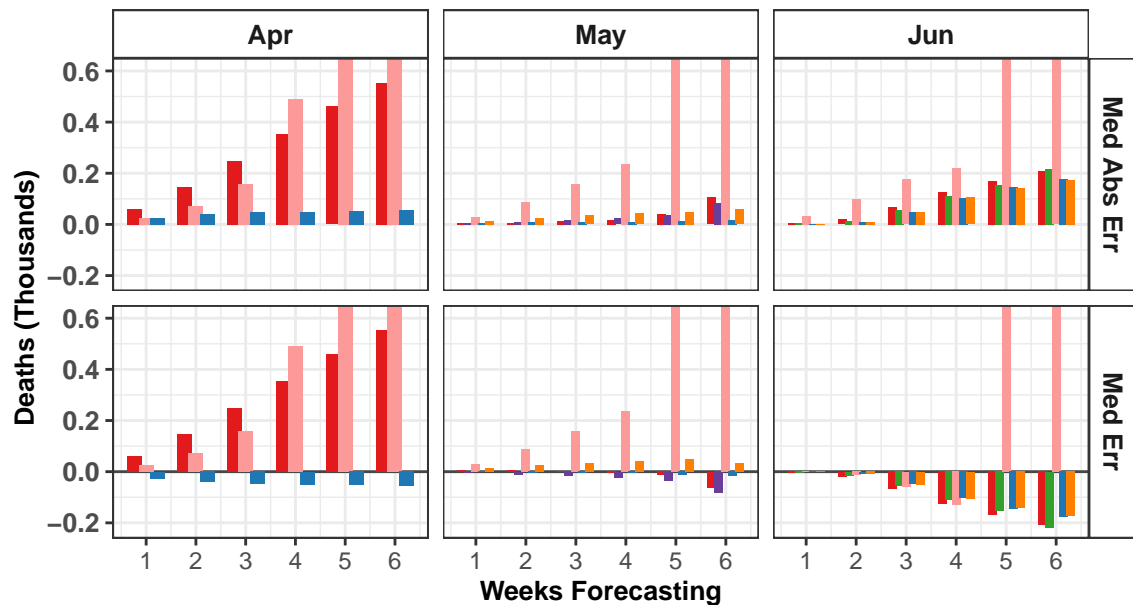 Apr
May
Jun
0.6
0.4
0.2
0.0
−0.2
Med Abs Err
0.6
0.4
0.2
0.0
−0.2
Med Err
Deaths (Thousands)
1 2 3 4 5 6
1 2 3 4 5 6
1 2 3 4 5 6
Weeks Forecasting